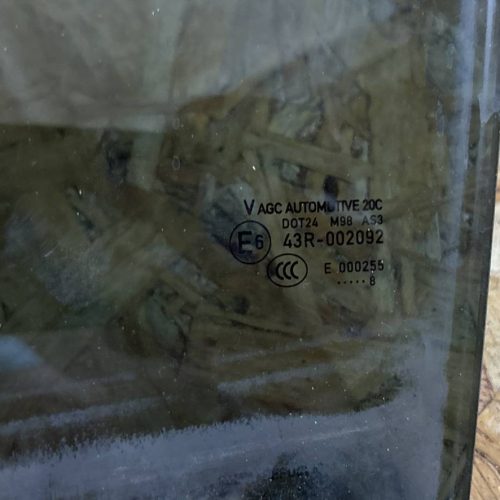 V AGC AUTOMOTIVE 20C
DOT24 M98 AS3
E6 43R-002092
CCC E 000255
.....8